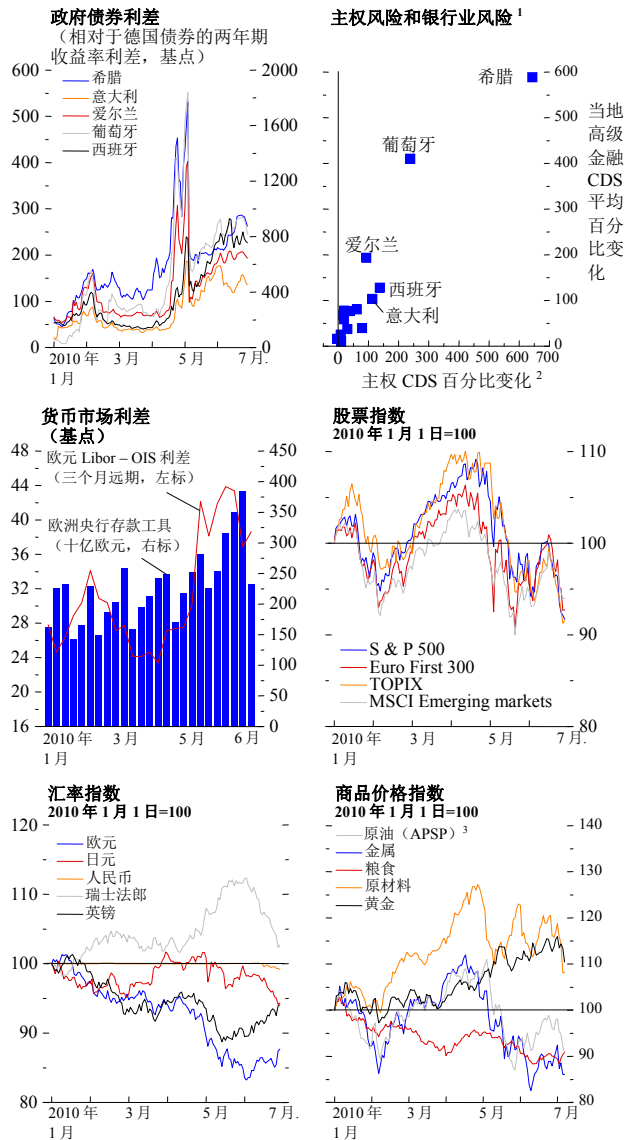 政府债券利差
（相对于德国债券的两年期
收益率利差，基点）
600
500
400
300
200
100
0
2000
1600
1200
800
400
0
希腊
意大利
爱尔兰
葡萄牙
西班牙
2010 年
1 月
3 月
5 月
7 月.
主权风险和银行业风险 1
希腊
葡萄牙
爱尔兰
西班牙
意大利
600
500
400
300
200
100
0
当地
高级
金融
CDS
平均
百分
比变
化
0 100 200 300 400 500 600 700
主权 CDS 百分比变化 2
货币市场利差
（基点）
48
44
40
36
32
28
24
20
16
450
400
350
300
250
200
150
100
50
0
欧元 Libor – OIS 利差
（三个月远期，左标）
欧洲央行存款工具
（十亿欧元，右标）
2010 年
1 月
3 月
5 月
6 月
股票指数
2010 年 1 月 1 日=100
110
100
90
80
S & P 500
Euro First 300
TOPIX
MSCI Emerging markets
2010 年
1 月
3 月
5 月
7 月.
汇率指数
2010 年 1 月 1 日=100
120
110
100
90
80
欧元
日元
人民币
瑞士法郎
英镑
2010 年
1 月
3 月
5 月
7 月.
商品价格指数
2010 年 1 月 1 日=100
原油（APSP）3
金属
粮食
原材料
黄金
140
130
120
110
100
90
80
2010 年
1 月
3 月
5 月
7 月.